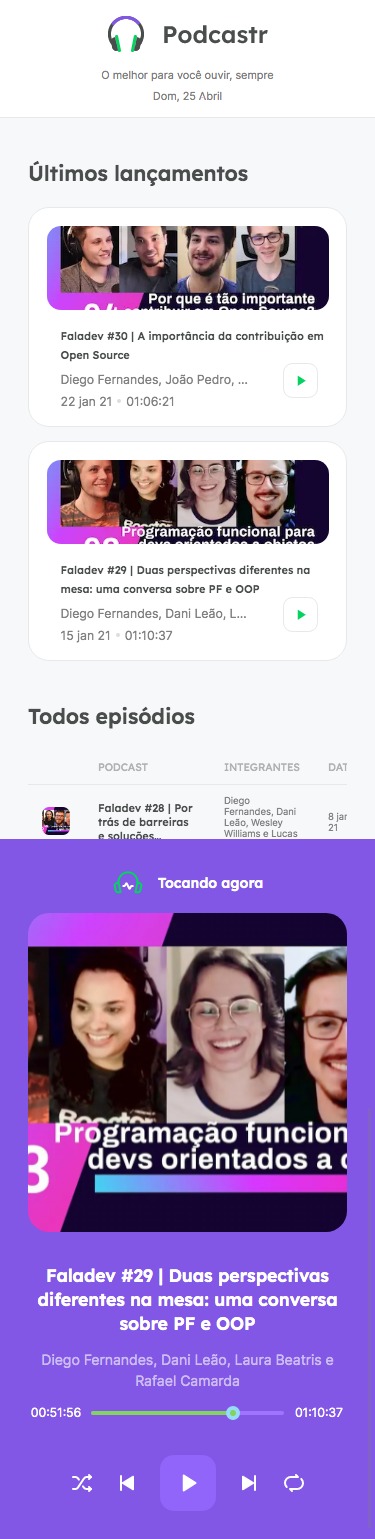 Podcastr
O melhor para você ouvir, sempre
Dom, 25 Abril
Últimos lançamentos
Por que é tão importante
Faladev #30 | A importância da contribuição em
Open Source
Diego Fernandes, João Pedro, ...
22 jan 21 • 01:06:21
Programação funcional para
devs orientados a objetos
Faladev #29 | Duas perspectivas diferentes na
mesa: uma conversa sobre PF e OOP
Diego Fernandes, Dani Leão, L...
15 jan 21 • 01:10:37
Todos episódios
PODCAST INTEGRANTES DAT
Faladev #28 | Por
trás de barreiras
e soluções...
Diego
Fernandes, Dani
Leão, Wesley
Williams e Lucas
8 jan
21
Tocando agora
Programação funcion
3 devs orientados a o
Faladev #29 | Duas perspectivas
diferentes na mesa: uma conversa
sobre PF e OOP
Diego Fernandes, Dani Leão, Laura Beatris e
Rafael Camarda
00:51:56 01:10:37